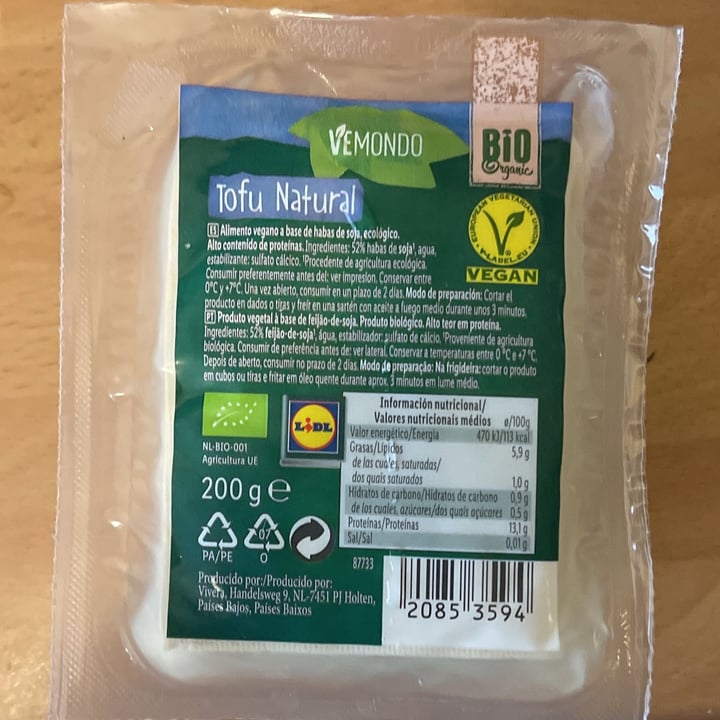 VEMONDO
BIO
Organic
Tofu Natural
EUROPEAN VEGETARIAN UNION
V-LABEL.EU
VEGAN
ES Alimento vegano a base de habas de soja, ecológico.
Alto contenido de proteínas. Ingredientes: 52% habas de soja¹, agua,
estabilizante: sulfato cálcico. ¹Procedente de agricultura ecológica.
Consumir preferentemente antes del: ver impresion. Conservar entre
0°C y +7°C. Una vez abierto, consumir en un plazo de 2 días. Modo de preparación: Cortar el
producto en dados o tiras y freír en una sartén con aceite a fuego medio durante unos 3 minutos.
PT Produto vegetal à base de feijão-de-soja. Produto biológico. Alto teor em proteína.
Ingredientes: 52% feijão-de-soja¹, água, estabilizador: sulfato de cálcio. ¹Proveniente de agricultura
biológica. Consumir de preferência antes de: ver lateral. Conservar a temperaturas entre 0 °C e +7 °C.
Depois de aberto, consumir no prazo de 2 dias. Modo de preparação: Na frigideira: cortar o produto
em cubos ou tiras e fritar em óleo quente durante aprox. 3 minutos em lume médio.
NL-BIO-001
Agricultura UE
LIDL
Información nutricional/
Valores nutricionais médios ø/100g
Valor energético/Energia 470 kJ/113 kcal
Grasas/Lípidos 5,9 g
de las cuales, saturadas/
dos quais saturados 1,0 g
Hidratos de carbono/Hidratos de carbono 0,9 g
de los cuales, azúcares/dos quais açúcares 0,5 g
Proteínas/Proteínas 13,1 g
Sal/Sal 0,01 g
200 g e
PA/PE
07
O
87733
Producido por:/Producido por:
Vivera, Handelsweg 9, NL-7451 PJ Holten,
Países Bajos, Países Baixos
2085 3594